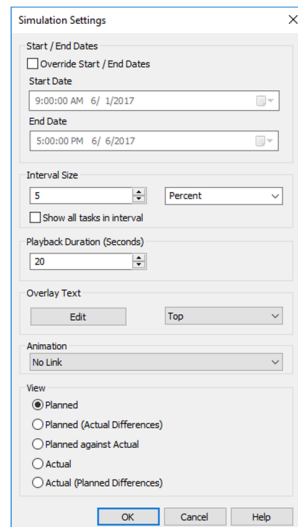 Simulation Settings
Start / End Dates
Override Start / End Dates
Start Date
9:00:00 AM 6/ 1/2017
End Date
5:00:00 PM 6/ 6/2017
Interval Size
5 Percent
Show all tasks in interval
Playback Duration (Seconds)
20
Overlay Text
Edit Top
Animation
No Link
View
Planned
Planned (Actual Differences)
Planned against Actual
Actual
Actual (Planned Differences)
OK Cancel Help